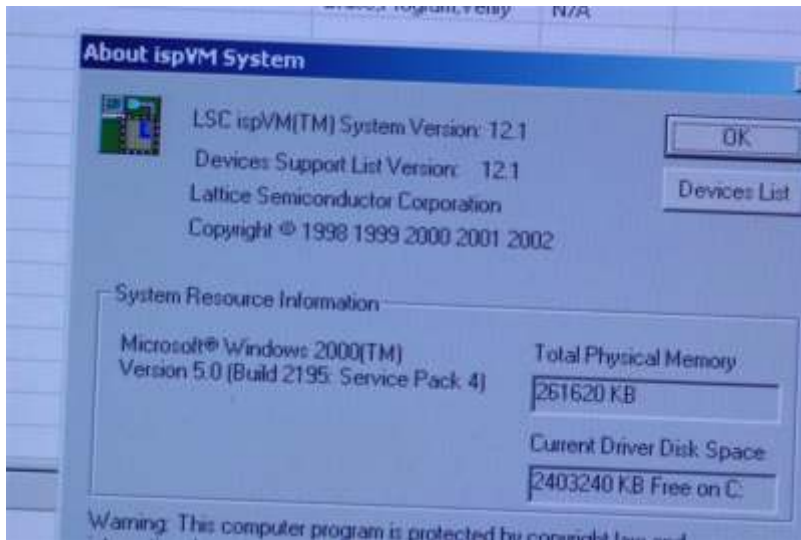 Program,Verify N/A
About ispVM System
LSC ispVM(TM) System Version: 12.1
OK
Devices Support List Version: 12.1
Devices List
Lattice Semiconductor Corporation
Copyright © 1998 1999 2000 2001 2002
System Resource Information
Microsoft® Windows 2000(TM)
Version 5.0 (Build 2195: Service Pack 4)
Total Physical Memory
261620 KB
Current Driver Disk Space
2403240 KB Free on C:
Warning: This computer program is protected by copyright law and